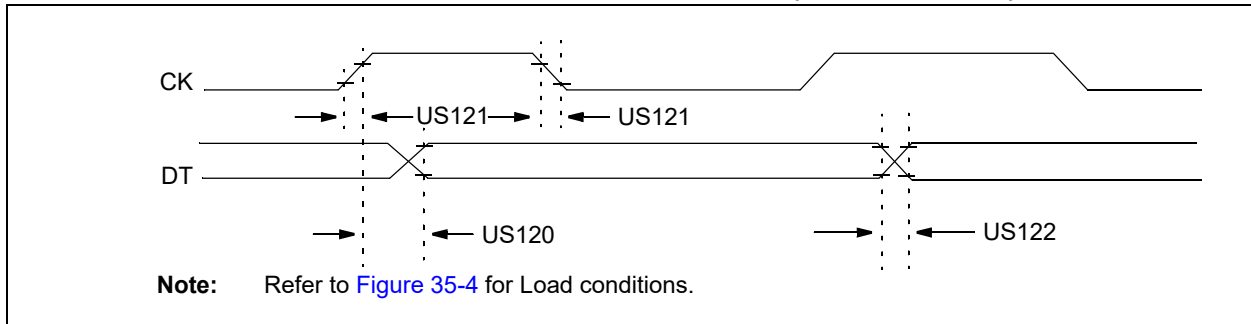 CK
US121 US121
DT
US120 US122
Note: Refer to Figure 35-4 for Load conditions.